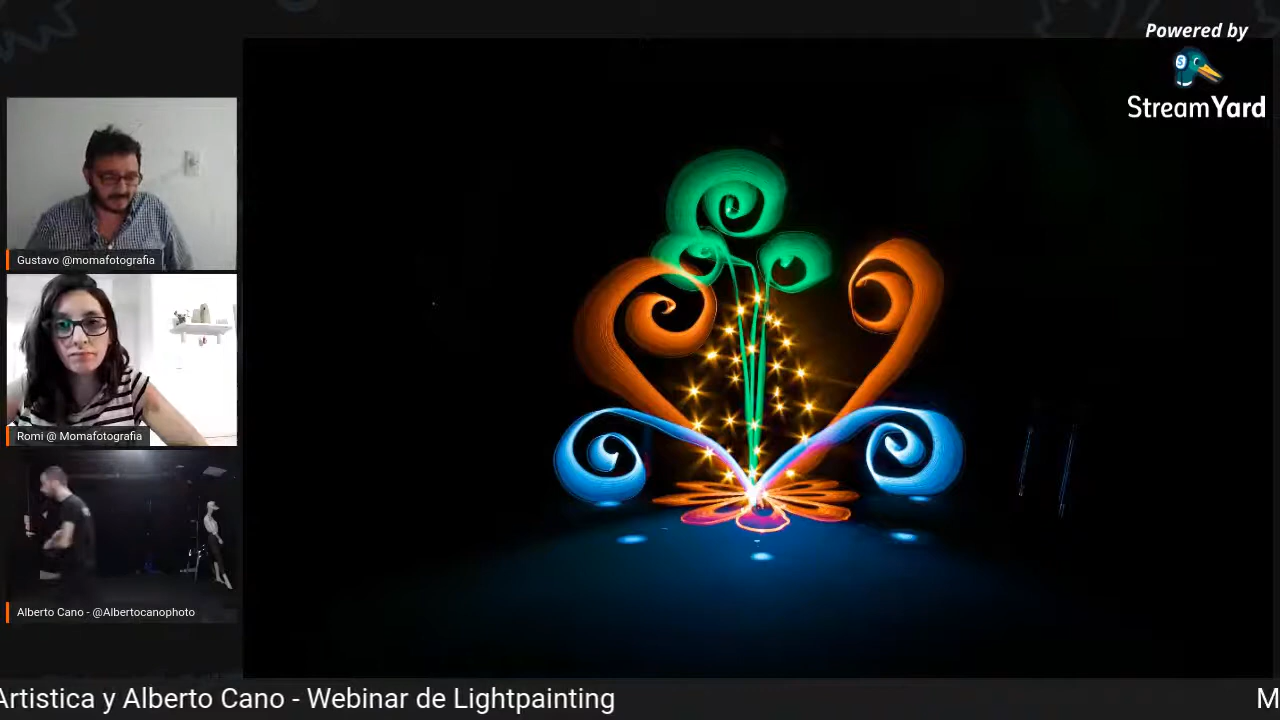 Powered by
StreamYard
Gustavo @momafotografia
Romi @ Momafotografia
Alberto Cano - @Albertocanophoto
Artistica y Alberto Cano - Webinar de Lightpainting
M